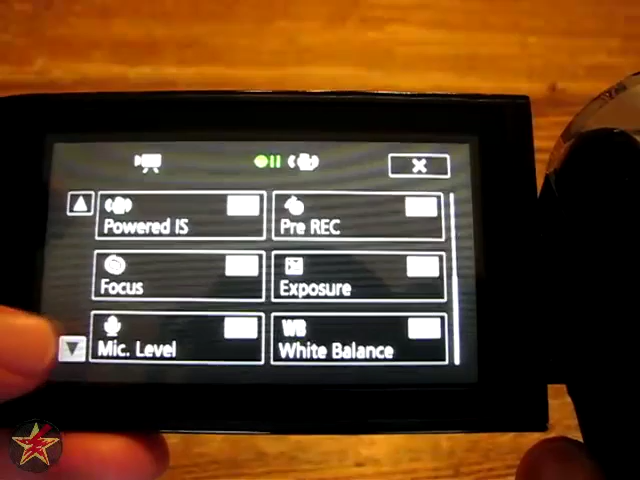 Powered IS
Pre REC
Focus
Exposure
Mic. Level
WB
White Balance